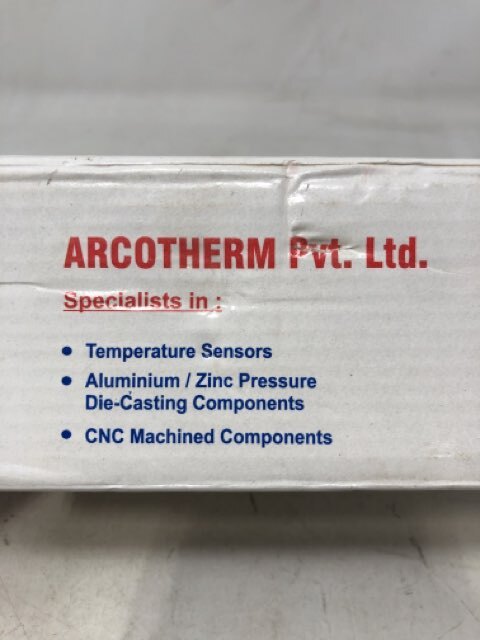 ARCOTHERM Pvt. Ltd.
Specialists in :
• Temperature Sensors
• Aluminium / Zinc Pressure
Die-Casting Components
• CNC Machined Components